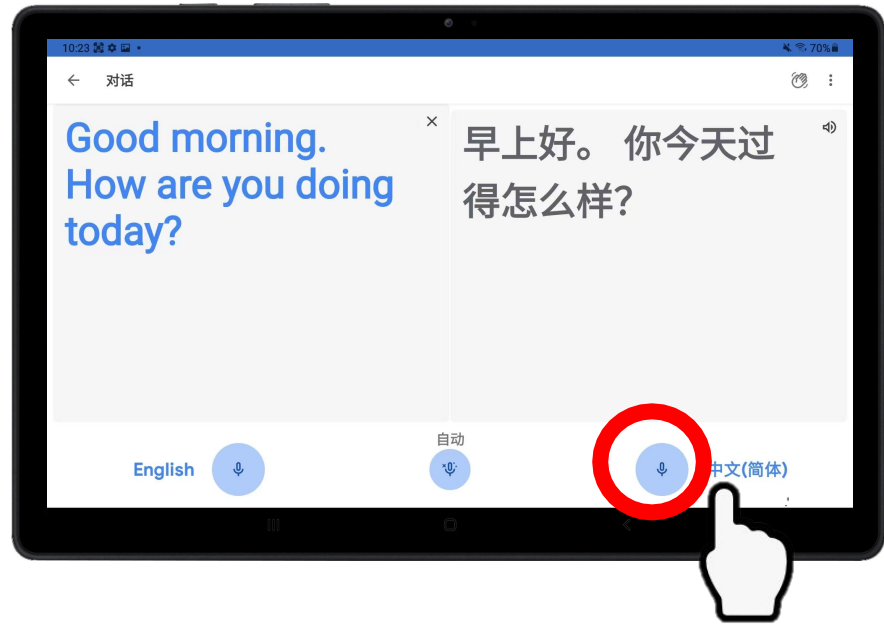 10:23
70%
对话
Good morning.
How are you doing
today?
早上好。 你今天过
得怎么样?
自动
English
中文(简体)